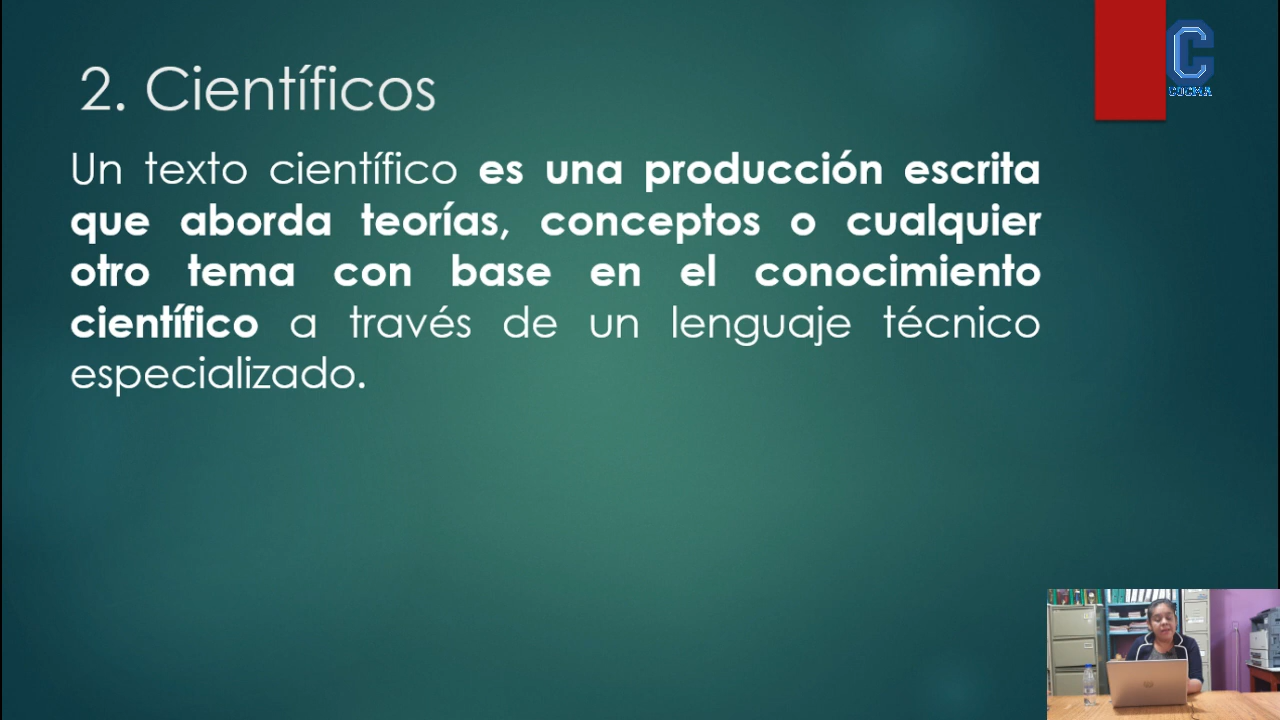 2. Científicos
Un texto científico es una producción escrita
que aborda teorías, conceptos o cualquier
otro tema con base en el conocimiento
científico a través de un lenguaje técnico
especializado.
C
COCMA